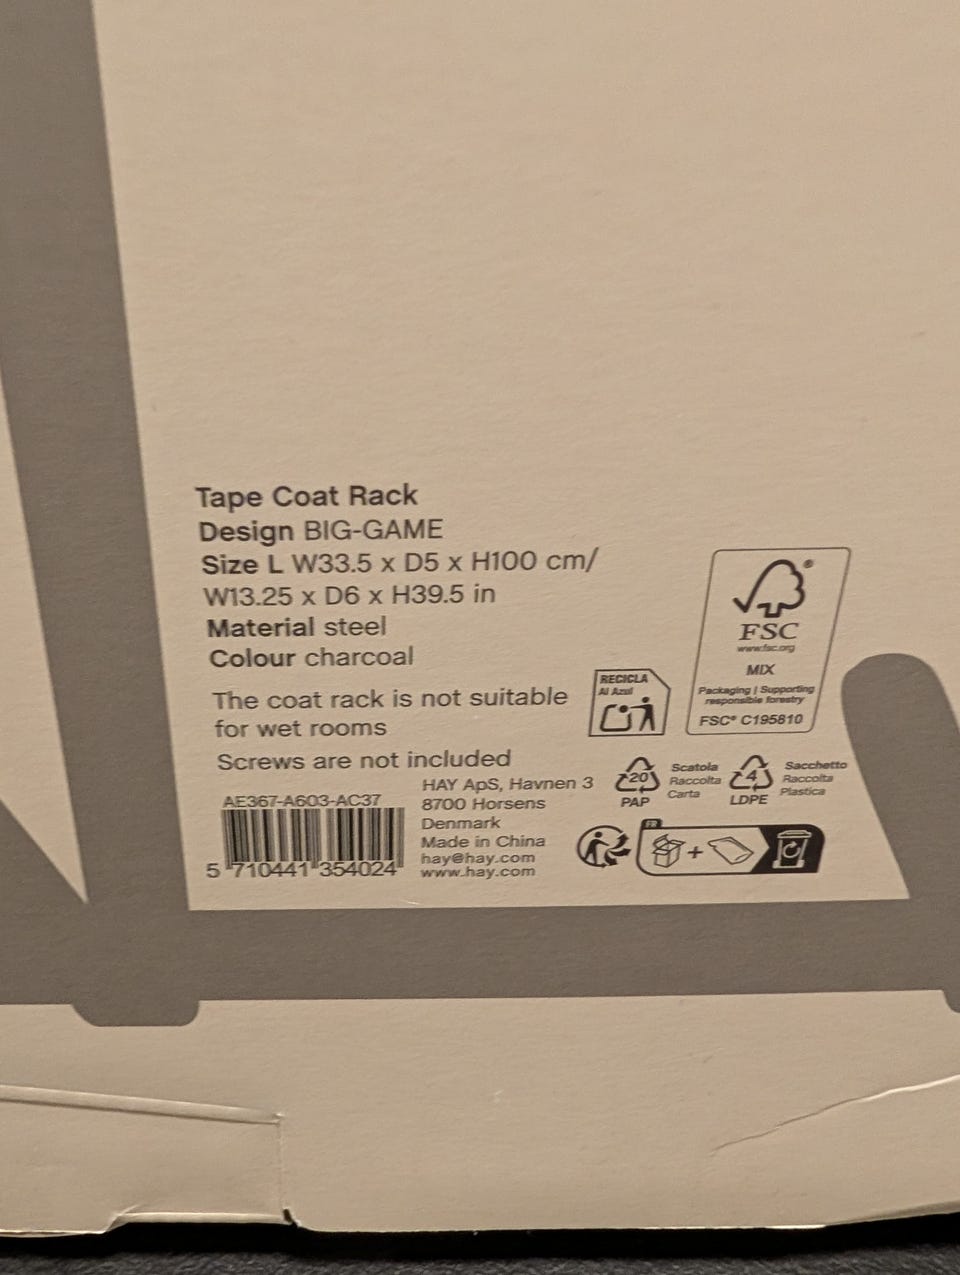 Tape Coat Rack
Design BIG-GAME
Size L W33.5 x D5 x H100 cm/
W13.25 x D6 x H39.5 in
Material steel
Colour charcoal
The coat rack is not suitable
for wet rooms
Screws are not included
AE367-A603-AC37
5 710441 354024
HAY ApS, Havnen 3
8700 Horsens
Denmark
Made in China
hay@hay.com
www.hay.com
RECICLA
Al Azul
FSC
®
www.fsc.org
MIX
Packaging | Supporting
responsible forestry
FSC® C195810
20
PAP
Scatola
Raccolta
Carta
4
LDPE
Sacchetto
Raccolta
Plastica
FR
+